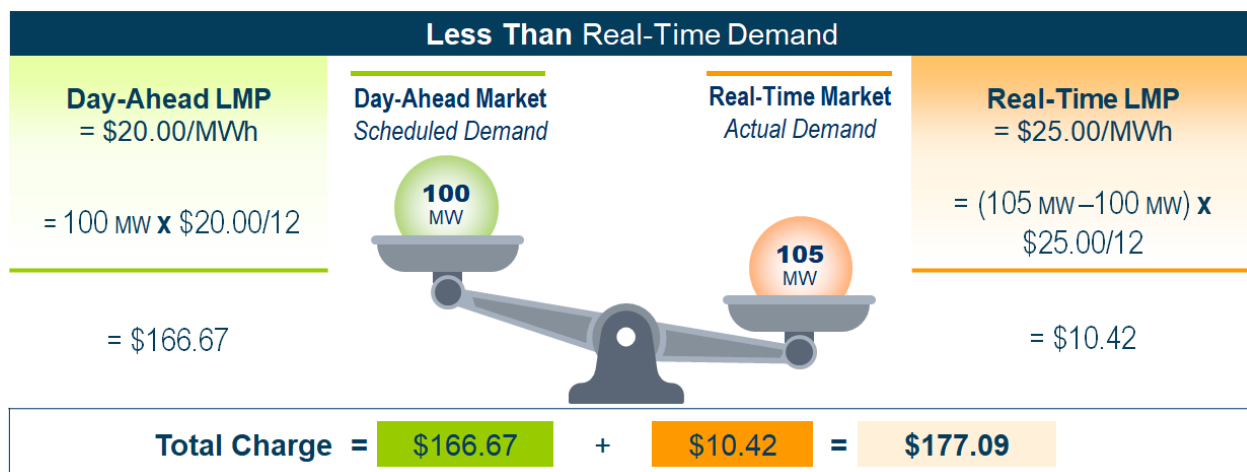 Less Than Real-Time Demand
Day-Ahead LMP
= $20.00/MWh
= 100 MW x $20.00/12
= $166.67
Day-Ahead Market
Scheduled Demand
100
MW
Real-Time Market
Actual Demand
105
MW
Real-Time LMP
= $25.00/MWh
= (105 MW –100 MW) x
$25.00/12
= $10.42
Total Charge = $166.67 + $10.42 = $177.09